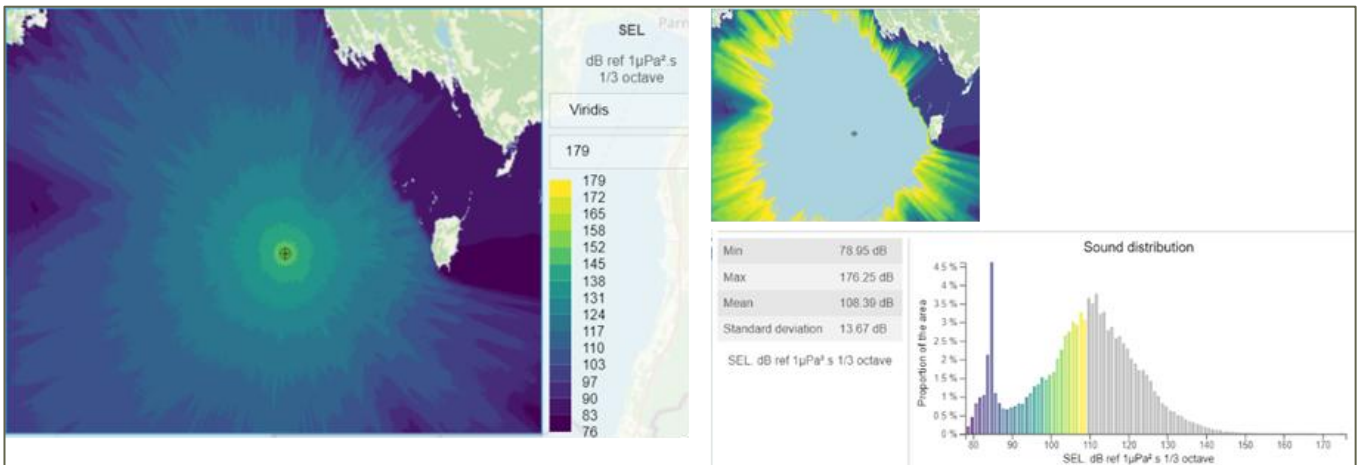 SEL
dB ref 1µPa².s
1/3 octave
Viridis
179
179
172
165
158
152
145
138
131
124
117
110
103
97
90
83
76
Min 78.95 dB
Max 176.25 dB
Mean 108.39 dB
Standard deviation 13.67 dB
SEL. dB ref 1µPa².s 1/3 octave
Sound distribution
Proportion of the area
4.5 %
4 %
3.5 %
3 %
2.5 %
2 %
1.5 %
1 %
0.5 %
0 %
80 90 100 110 120 130 140 150 160 170
SEL. dB ref 1µPa².s 1/3 octave